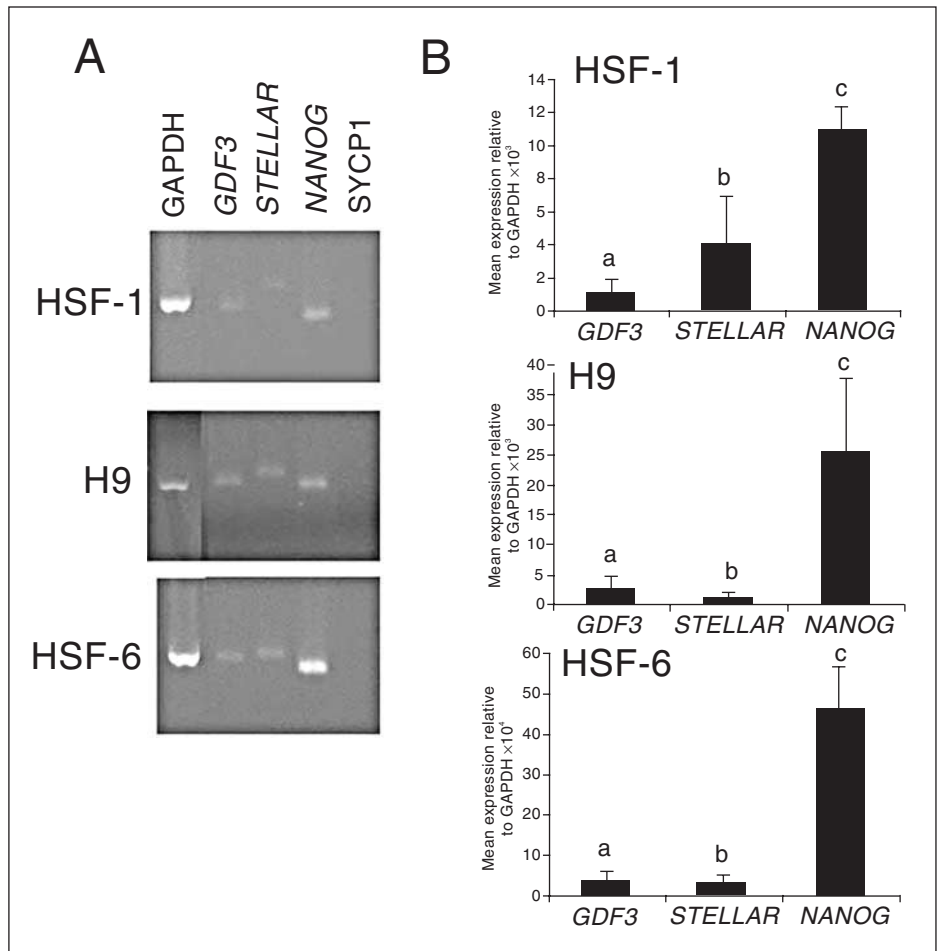 A
GAPDH
GDF3
STELLAR
NANOG
SYCP1
HSF-1
H9
HSF-6
B
HSF-1
Mean expression relative
to GAPDH ×10³
14
12
10
8
5
4
2
0
a
b
c
GDF3 STELLAR NANOG
H9
Mean expression relative
to GAPDH ×10³
40
35
30
25
20
15
10
5
0
a
b
c
GDF3 STELLAR NANOG
HSF-6
Mean expression relative
to GAPDH ×10⁴
60
50
40
30
20
10
0
a
b
c
GDF3 STELLAR NANOG